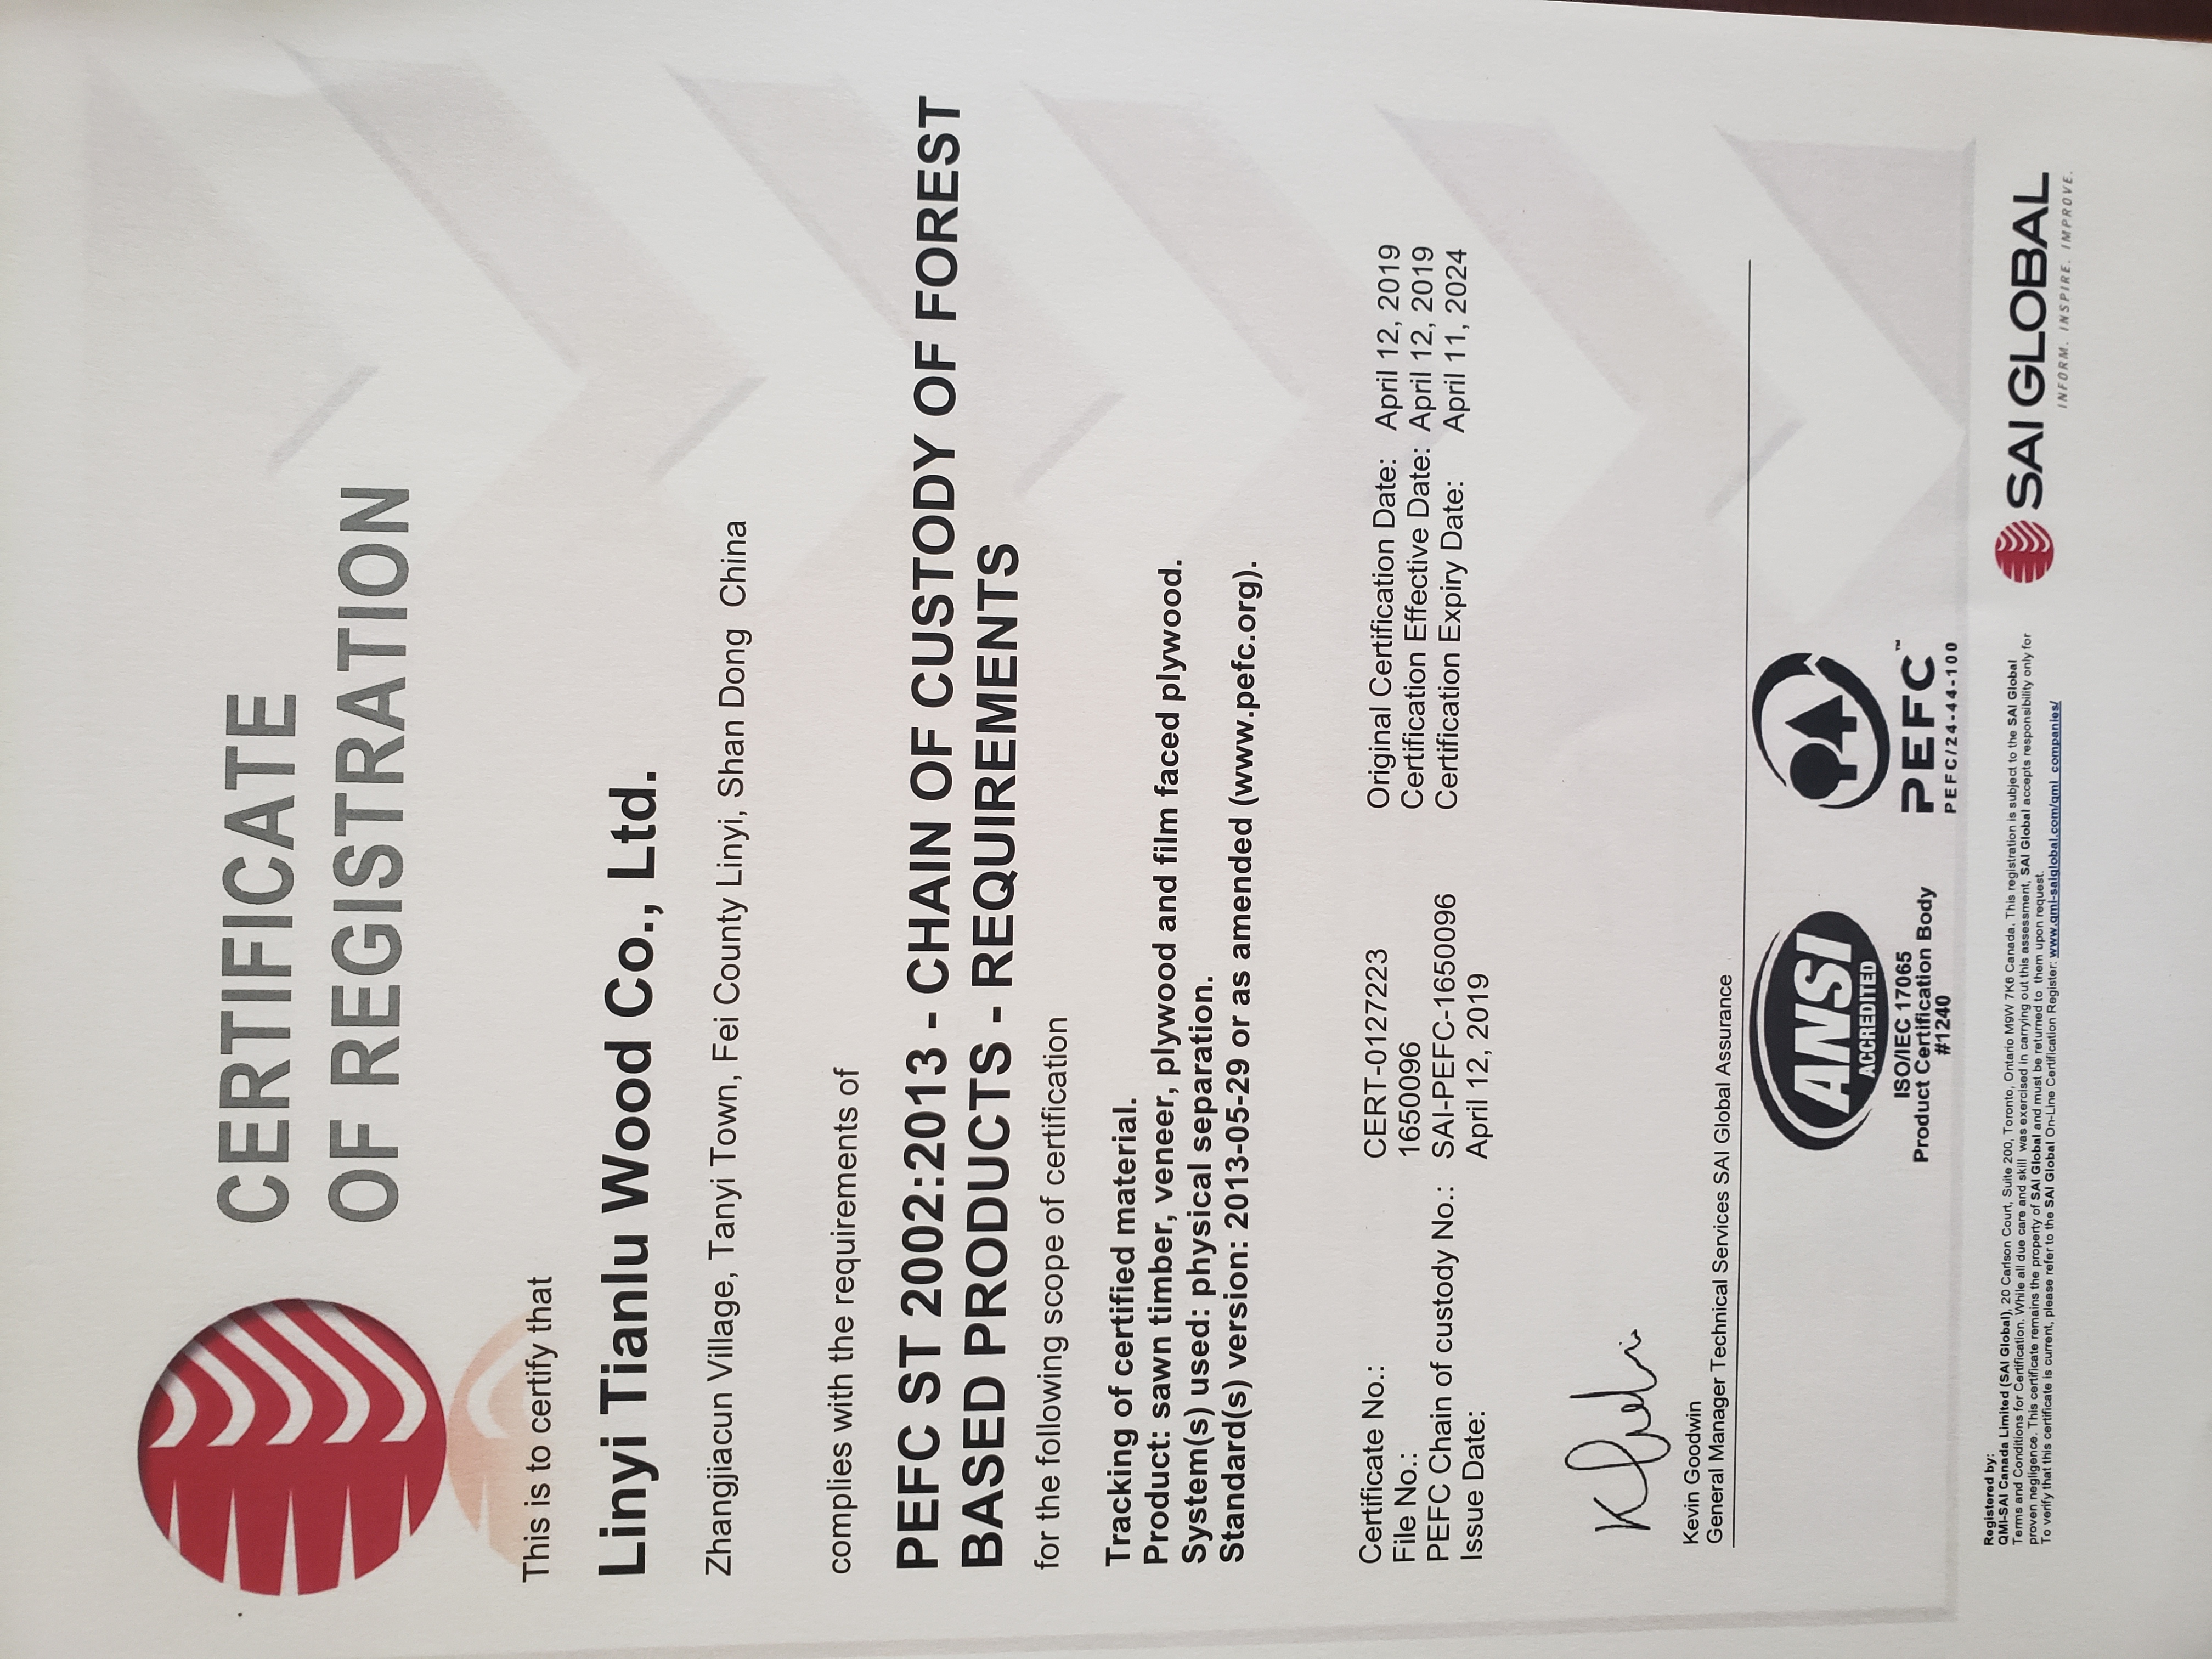 CERTIFICATE
OF REGISTRATION
This is to certify that
Linyi Tianlu Wood Co., Ltd.
Zhangjiacun Village, Tanyi Town, Fei County Linyi, Shan Dong  China
complies with the requirements of
PEFC ST 2002:2013 - CHAIN OF CUSTODY OF FOREST
BASED PRODUCTS - REQUIREMENTS
for the following scope of certification
Tracking of certified material.
Product: sawn timber, veneer, plywood and film faced plywood.
System(s) used: physical separation.
Standard(s) version: 2013-05-29 or as amended (www.pefc.org).
Certificate No.: CERT-0127223
File No.: 1650096
PEFC Chain of custody No.: SAI-PEFC-1650096
Issue Date: April 12, 2019
Original Certification Date: April 12, 2019
Certification Effective Date: April 12, 2019
Certification Expiry Date: April 11, 2024
Kevin Goodwin
General Manager Technical Services SAI Global Assurance
ANSI
ACCREDITED
ISO/IEC 17065
Product Certification Body
#1240
PEFC™
PEFC/24-44-100
Registered by:
QMI-SAI Canada Limited (SAI Global), 20 Carlson Court, Suite 200, Toronto, Ontario M9W 7K6 Canada. This registration is subject to the SAI Global
Terms and Conditions for Certification. While all due care and skill was exercised in carrying out this assessment, SAI Global accepts responsibility only for
proven negligence. This certificate remains the property of SAI Global and must be returned to them upon request.
To verify that this certificate is current, please refer to the SAI Global On-Line Certification Register: www.qmi-saiglobal.com/qmi_companies/
SAI GLOBAL
INFORM. INSPIRE. IMPROVE.